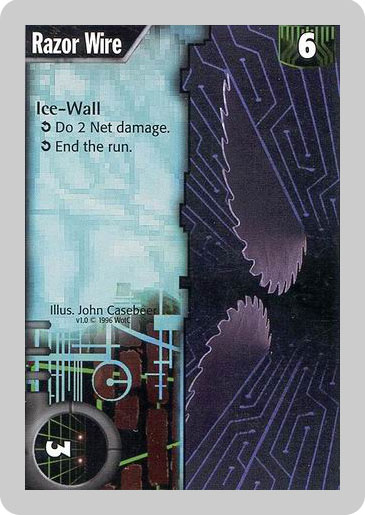 Razor Wire
6
Ice-Wall
Do 2 Net damage.
End the run.
Illus. John Casebeer
v1.0 © 1996 WotC
3